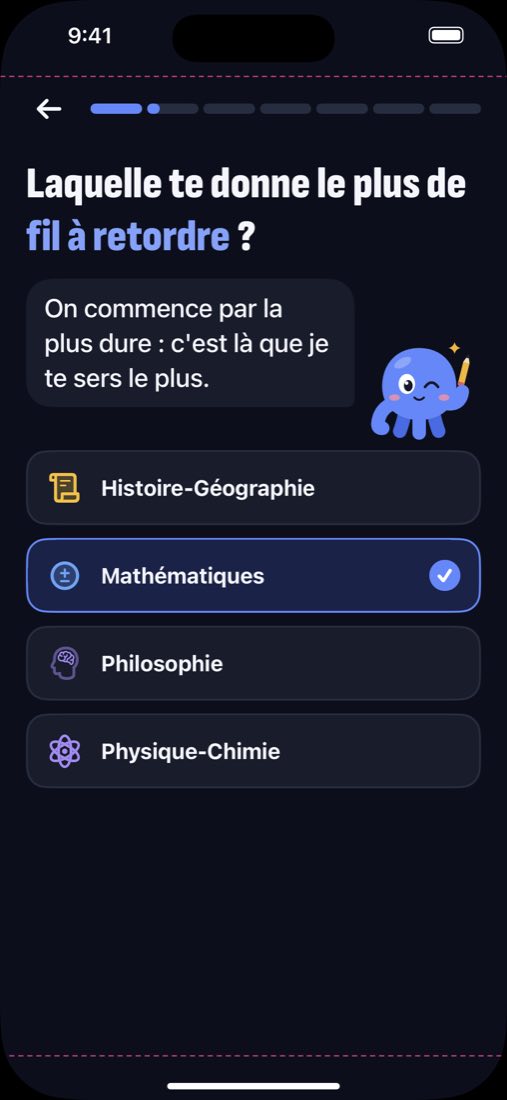 9:41
Laquelle te donne le plus de
fil à retordre ?
On commence par la
plus dure : c'est là que je
te sers le plus.
Histoire-Géographie
Mathématiques
Philosophie
Physique-Chimie